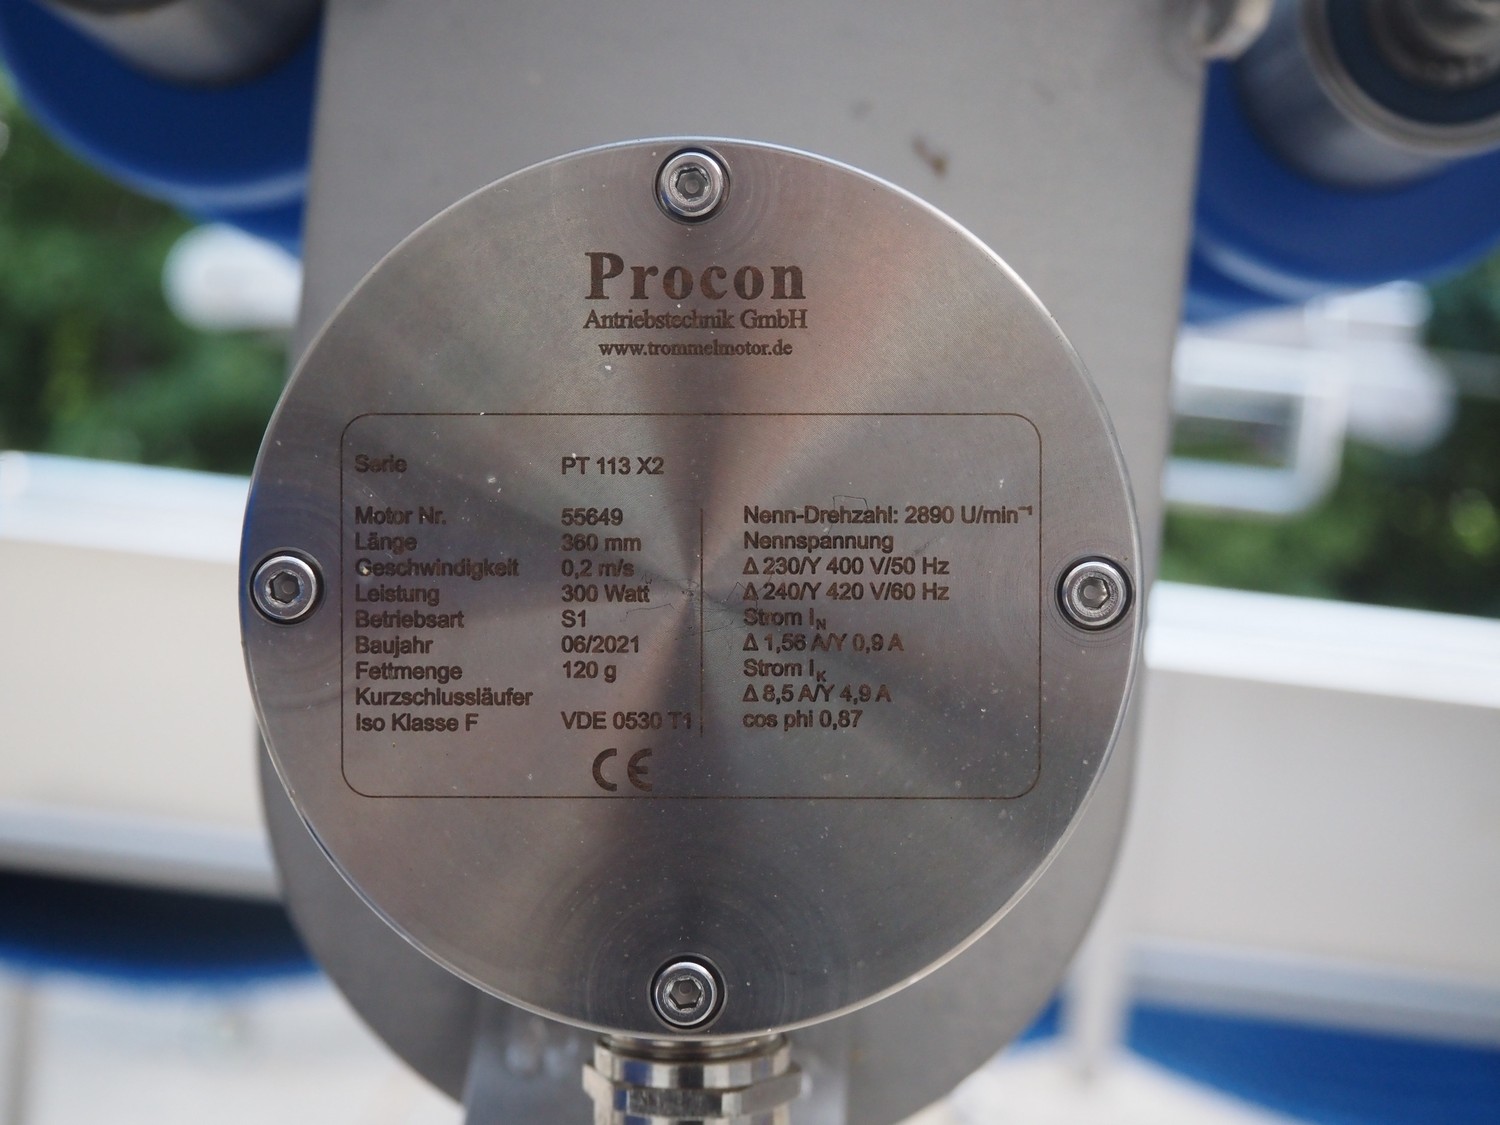 Procon
Antriebstechnik GmbH
www.trommelmotor.de
Serie PT 113 X2
Motor Nr. 55649
Länge 360 mm
Geschwindigkeit 0,2 m/s
Leistung 300 Watt
Betriebsart S1
Baujahr 06/2021
Fettmenge 120 g
Kurzschlussläufer
Iso Klasse F VDE 0530 T1
CE
Nenn-Drehzahl: 2890 U/min⁻¹
Nennspannung
Δ 230/Y 400 V/50 Hz
Δ 240/Y 420 V/60 Hz
Strom I_N
Δ 1,56 A/Y 0,9 A
Strom I_K
Δ 8,5 A/Y 4,9 A
cos phi 0,87